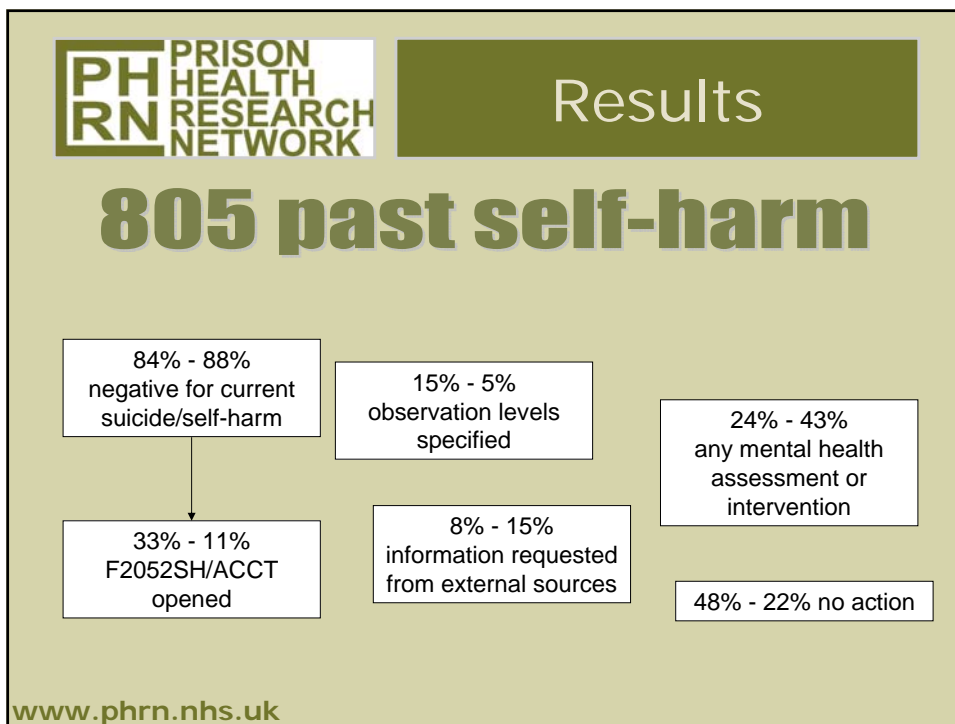 PH
RN
PRISON
HEALTH
RESEARCH
NETWORK
Results
805 past self-harm
84% - 88%
negative for current
suicide/self-harm
15% - 5%
observation levels
specified
24% - 43%
any mental health
assessment or
intervention
33% - 11%
F2052SH/ACCT
opened
8% - 15%
information requested
from external sources
48% - 22% no action
www.phrn.nhs.uk